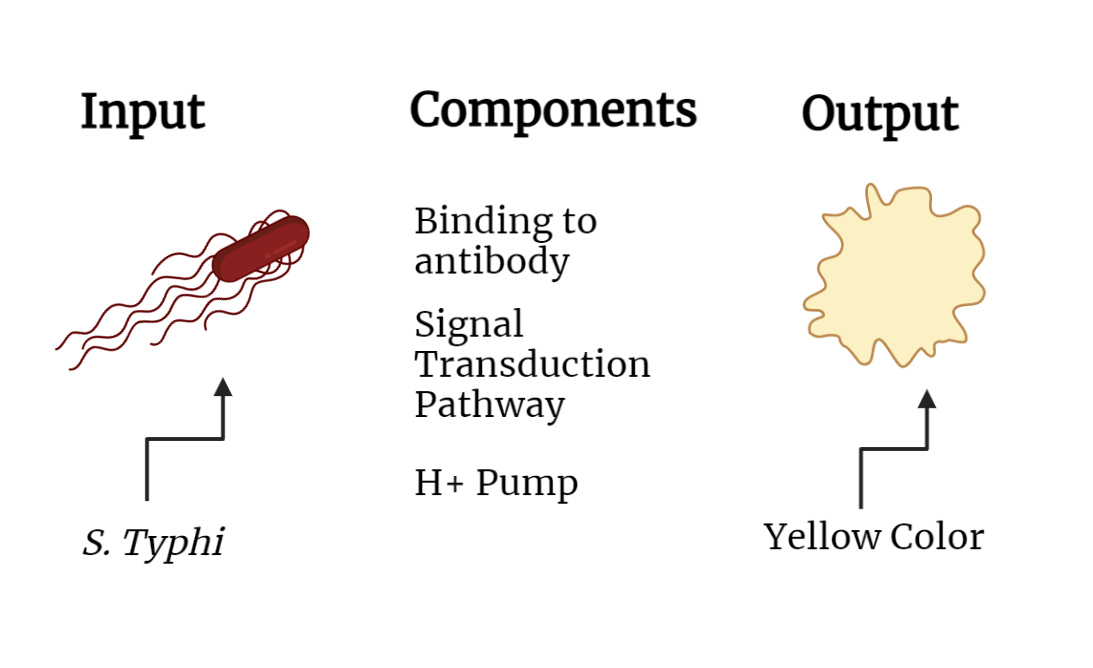 Input
Components
Output
Binding to
antibody
Signal
Transduction
Pathway
H+ Pump
S. Typhi
Yellow Color